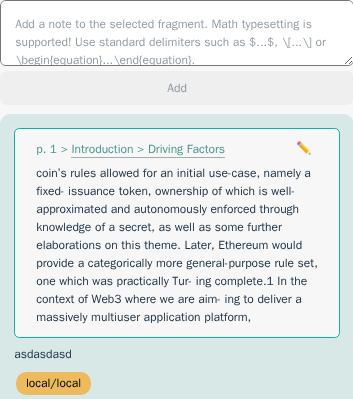 Add a note to the selected fragment. Math typesetting is
supported! Use standard delimiters such as $...$, \[...\] or
\begin{equation}...\end{equation}.
Add
p. 1 > Introduction > Driving Factors
coin’s rules allowed for an initial use-case, namely a
fixed- issuance token, ownership of which is well-
approximated and autonomously enforced through
knowledge of a secret, as well as some further
elaborations on this theme. Later, Ethereum would
provide a categorically more general-purpose rule set,
one which was practically Tur- ing complete.1 In the
context of Web3 where we are aim- ing to deliver a
massively multiuser application platform,
asdasdasd
local/local